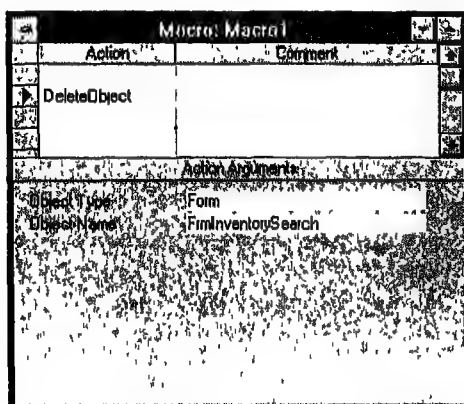 Macro: Macro1
Action Comment
DeleteObject
Action Arguments
Object Type Form
Object Name FrmInventorySearch